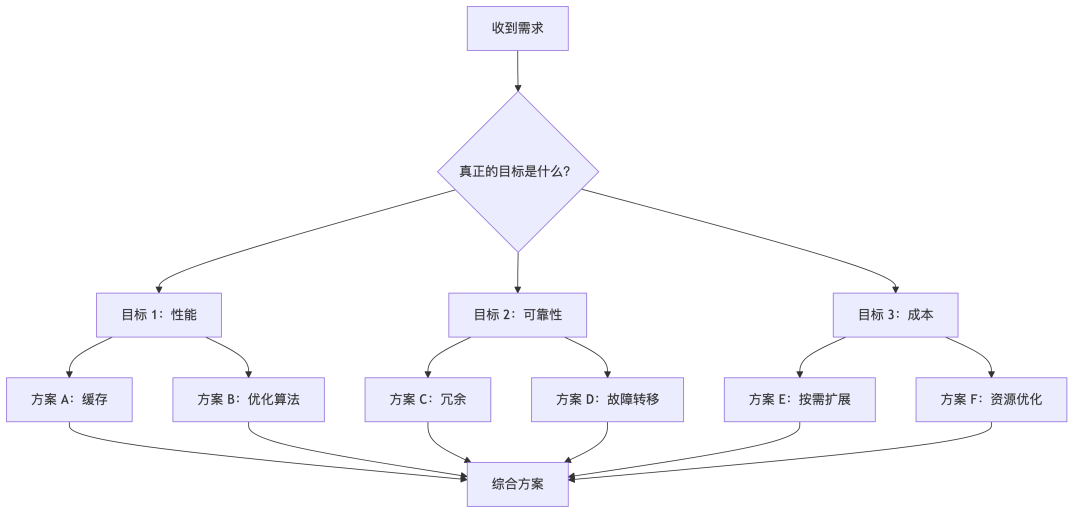 收到需求
真正的目标是什么?
目标 1：性能
目标 2：可靠性
目标 3：成本
方案 A：缓存
方案 B：优化算法
方案 C：冗余
方案 D：故障转移
方案 E：按需扩展
方案 F：资源优化
综合方案